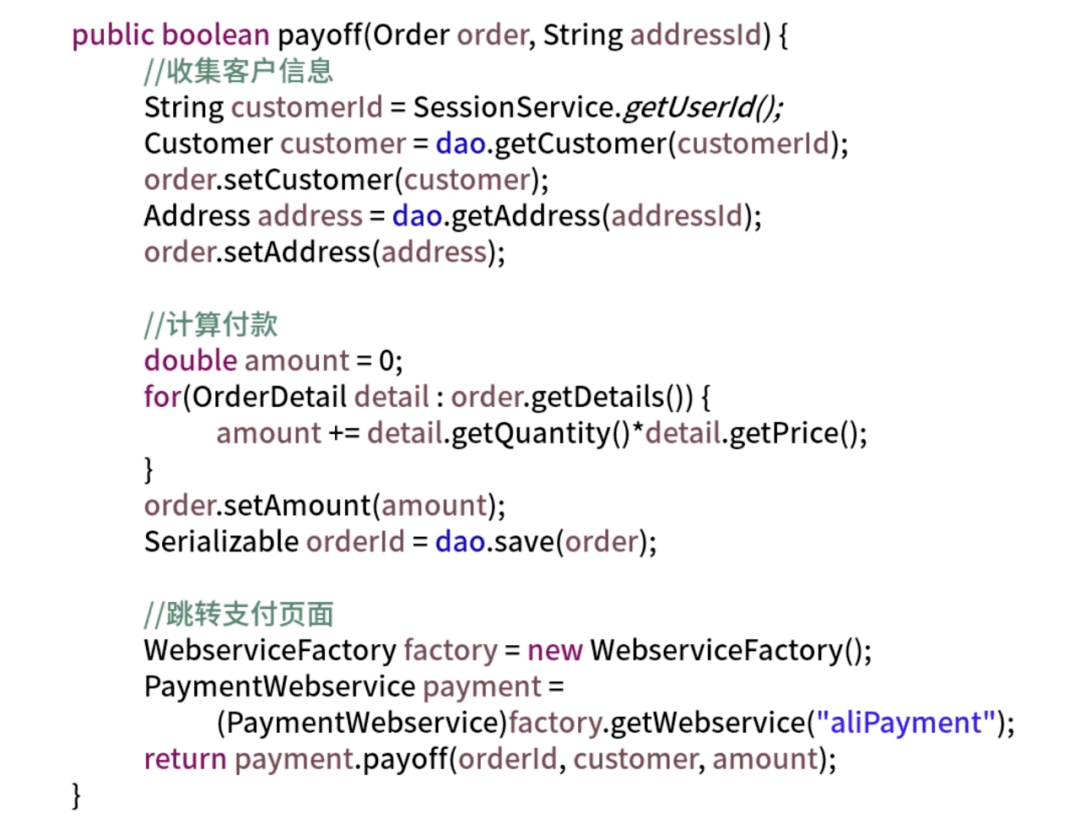 public boolean payoff(Order order, String addressId) {
//收集客户信息
String customerId = SessionService.getUserId();
Customer customer = dao.getCustomer(customerId);
order.setCustomer(customer);
Address address = dao.getAddress(addressId);
order.setAddress(address);
//计算付款
double amount = 0;
for(OrderDetail detail : order.getDetails()) {
amount += detail.getQuantity()*detail.getPrice();
}
order.setAmount(amount);
Serializable orderId = dao.save(order);
//跳转支付页面
WebserviceFactory factory = new WebserviceFactory();
PaymentWebservice payment =
(PaymentWebservice)factory.getWebservice("aliPayment");
return payment.payoff(orderId, customer, amount);
}